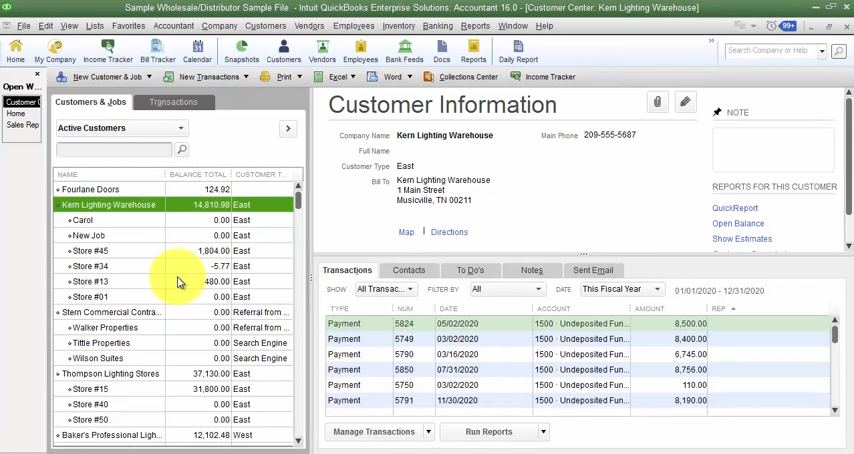 Sample Wholesale/Distributor Sample File - Intuit QuickBooks Enterprise Solutions: Accountant 16.0 - [Customer Center: Kern Lighting Warehouse]
File Edit View Lists Favorites Accountant Company Customers Vendors Employees Inventory Banking Reports Window Help 99+
Home My Company Income Tracker Bill Tracker Calendar Snapshots Customers Vendors Employees Bank Feeds Docs Reports Daily Report Search Company or Help
New Customer & Job New Transactions Print Excel Word Collections Center Income Tracker
Open W...
Customer C
Home
Sales Rep
Customers & Jobs Transactions
Active Customers
NAME BALANCE TOTAL CUSTOMER T...
Fourlane Doors 124.92
Kern Lighting Warehouse 14,810.98 East
Carol 0.00 East
New Job 0.00 East
Store #45 1,804.00 East
Store #34 -5.77 East
Store #13 480.00 East
Store #01 0.00 East
Stern Commercial Contra... 0.00 Referral from ...
Walker Properties 0.00 Referral from ...
Tittle Properties 0.00 Search Engine
Wilson Suites 0.00 Search Engine
Thompson Lighting Stores 37,130.00 East
Store #15 31,800.00 East
Store #40 0.00 East
Store #50 0.00 East
Baker's Professional Ligh... 12,102.48 West
Customer Information
Company Name Kern Lighting Warehouse
Full Name
Customer Type East
Bill To Kern Lighting Warehouse
1 Main Street
Musicville, TN 00211
Main Phone 209-555-5687
Map | Directions
NOTE
REPORTS FOR THIS CUSTOMER
QuickReport
Open Balance
Show Estimates
Customer Snapshot
Transactions Contacts To Do's Notes Sent Email
SHOW All Transac... FILTER BY All DATE This Fiscal Year 01/01/2020 - 12/31/2020
TYPE NUM DATE ACCOUNT AMOUNT REP
Payment 5824 05/02/2020 1500 · Undeposited Fun... 8,500.00
Payment 5749 03/02/2020 1500 · Undeposited Fun... 8,400.00
Payment 5790 03/16/2020 1500 · Undeposited Fun... 6,745.00
Payment 5850 07/31/2020 1500 · Undeposited Fun... 8,756.00
Payment 5750 03/02/2020 1500 · Undeposited Fun... 110.00
Payment 5791 11/30/2020 1500 · Undeposited Fun... 8,190.00
Manage Transactions Run Reports